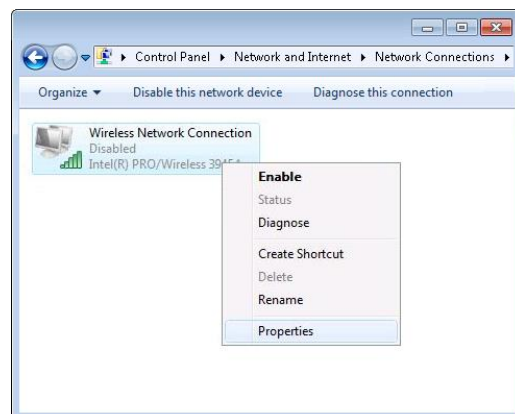 Control Panel ▸ Network and Internet ▸ Network Connections ▸
Organize ▾ Disable this network device Diagnose this connection
Wireless Network Connection
Disabled
Intel(R) PRO/Wireless
Enable
Status
Diagnose
Create Shortcut
Delete
Rename
Properties